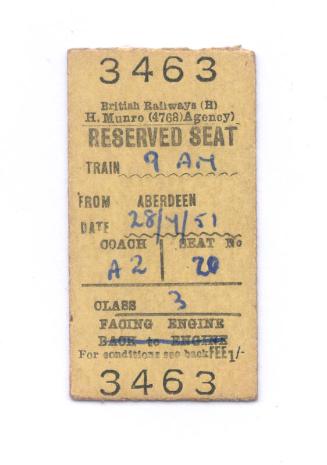 3463
British Railways (H)
H. Munro (4768) Agency)
RESERVED SEAT
TRAIN 9 AM
FROM ABERDEEN
DATE 28/4/51
COACH SEAT No
A2 20
CLASS 3
FACING ENGINE
BACK to ENGINE
For conditions see back FEE 1/-
3463